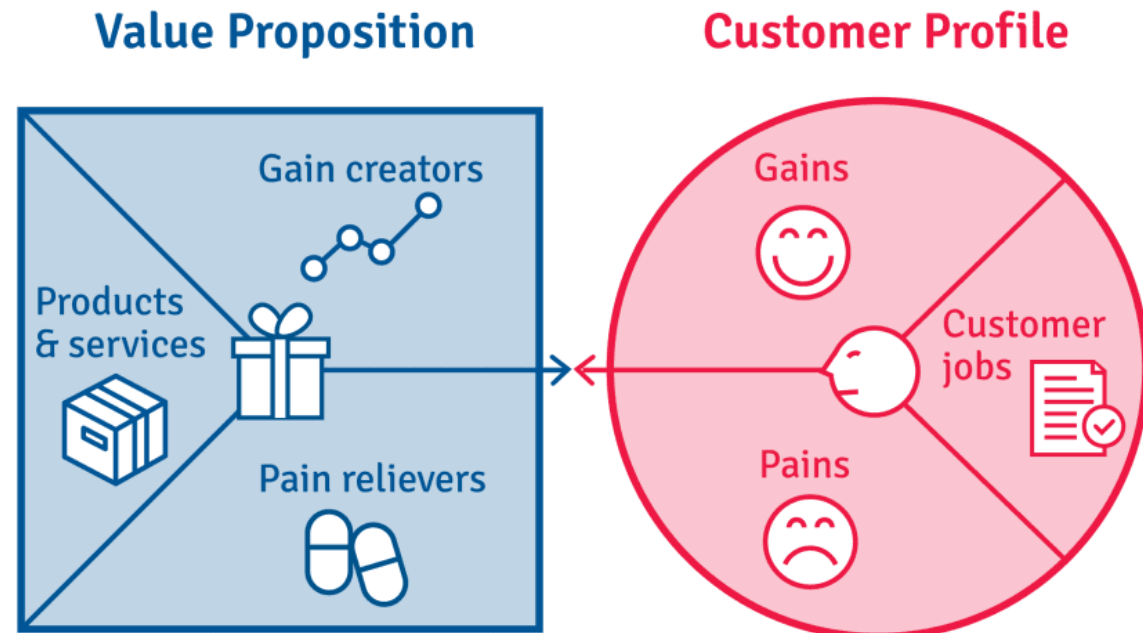 Value Proposition
Customer Profile
Gain creators
Products
& services
Pain relievers
Gains
Customer
jobs
Pains